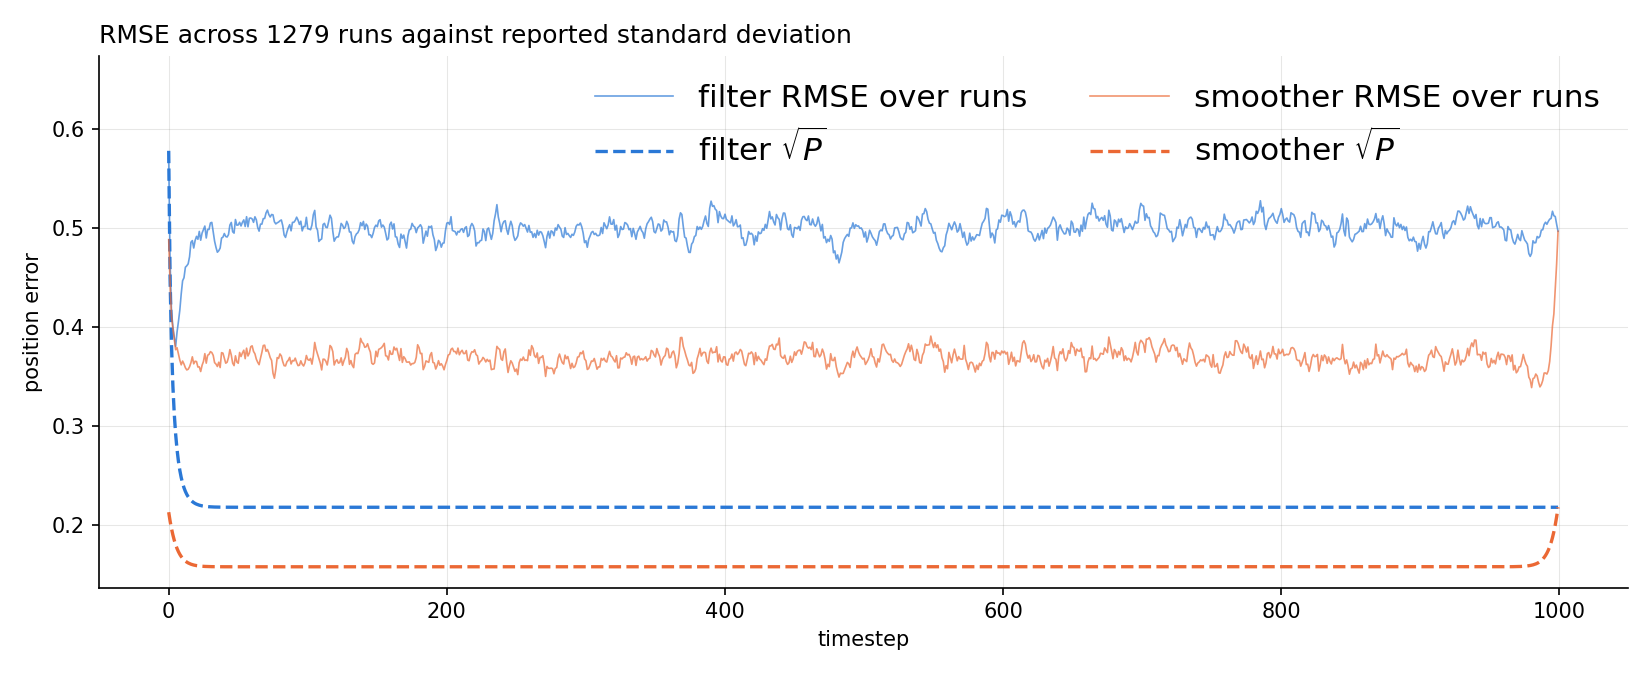 RMSE across 1279 runs against reported standard deviation
filter RMSE over runs
filter √P
smoother RMSE over runs
smoother √P
position error
0.6
0.5
0.4
0.3
0.2
0
200
400
600
800
1000
timestep